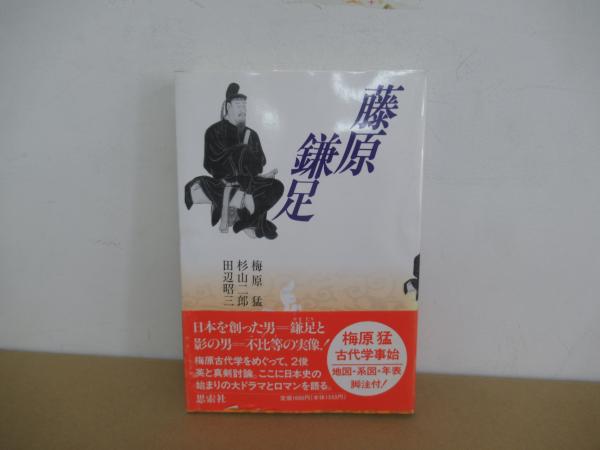 藤原
鎌足
梅原 猛
杉山二郎
田辺昭三
日本を創った男=鎌足と
影の男=不比等の実像!
梅原古代学をめぐって、2俊
英と真剣討論。ここに日本史の
始まりの大ドラマとロマンを語る。
思索社
梅原 猛
古代学事始
地図・系図・年表
脚注付!